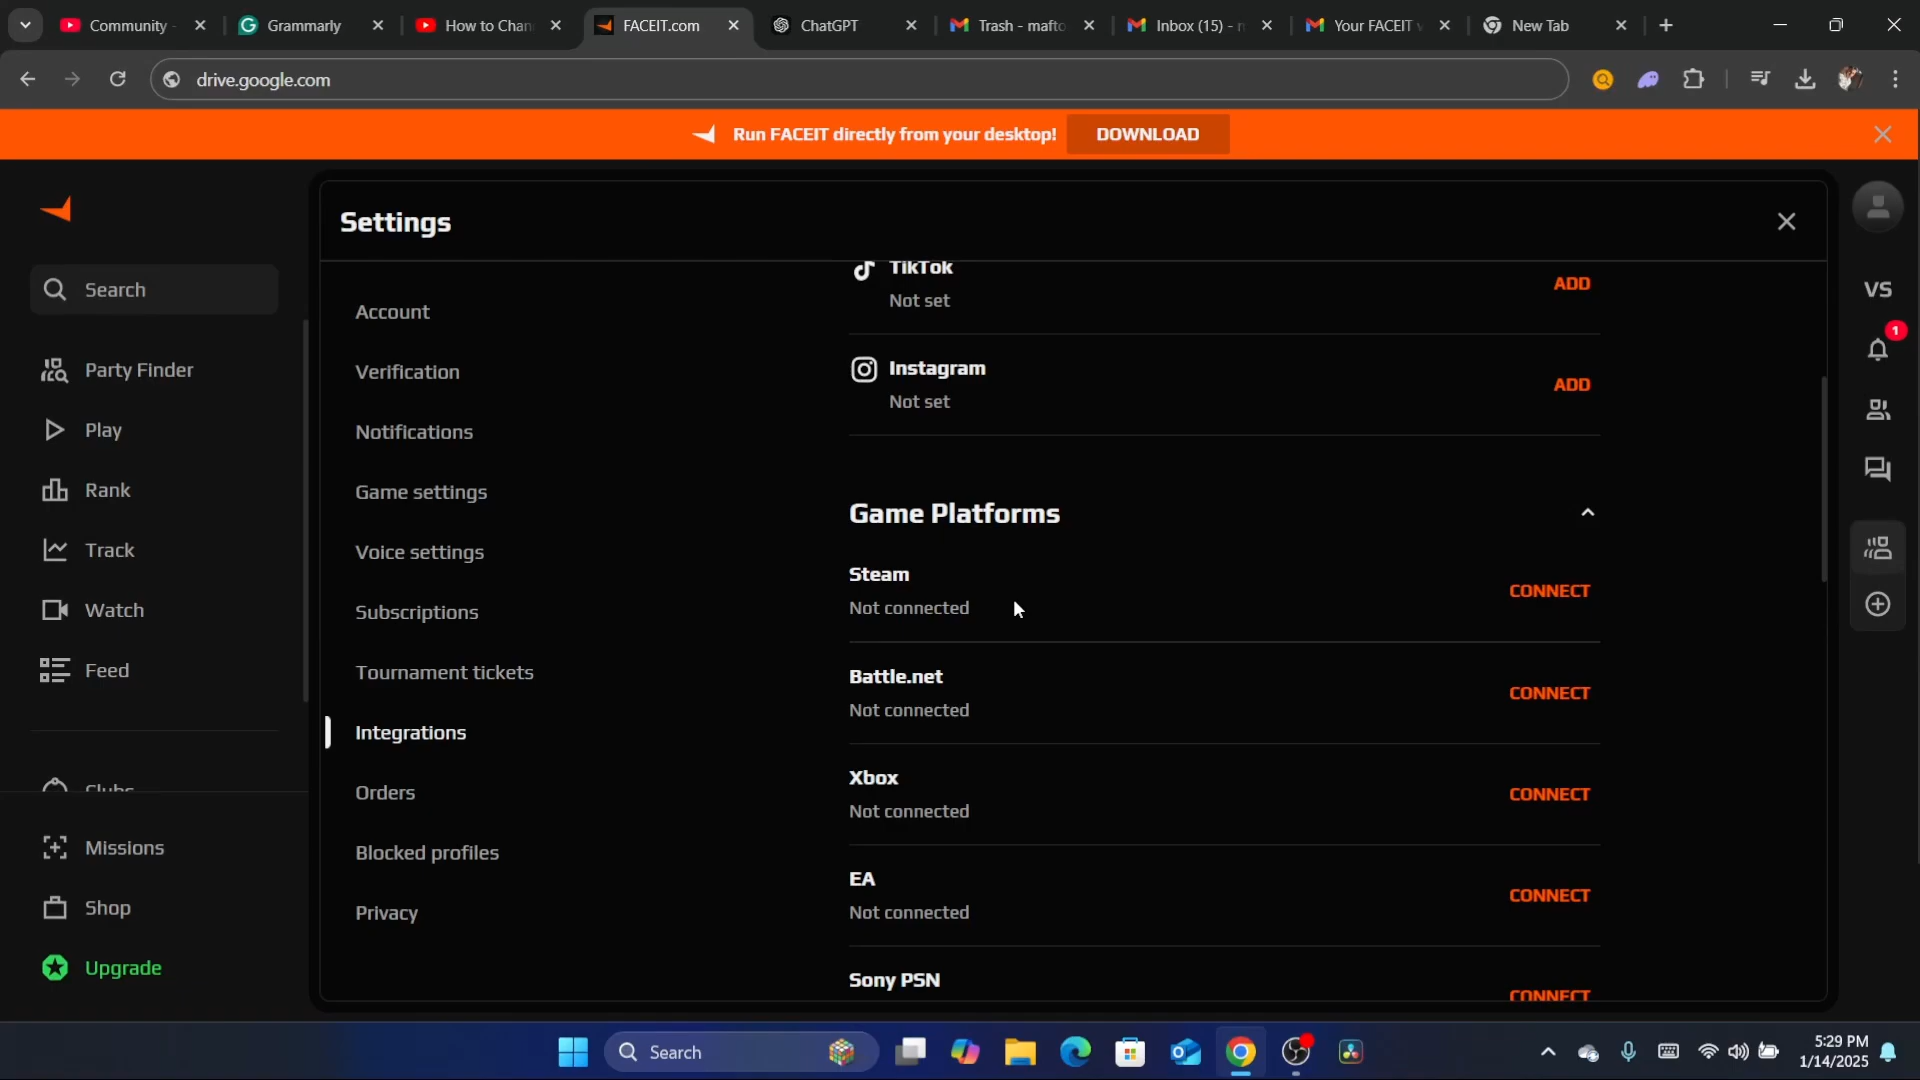 Community -
Grammarly
How to Chan
FACEIT.com
ChatGPT
Trash - mafto
Inbox (15) - r
Your FACEIT v
New Tab
drive.google.com
Run FACEIT directly from your desktop!
DOWNLOAD
Settings
Search
Party Finder
Play
Rank
Track
Watch
Feed
Clubs
Missions
Shop
Upgrade
Account
Verification
Notifications
Game settings
Voice settings
Subscriptions
Tournament tickets
Integrations
Orders
Blocked profiles
Privacy
TikTok
Not set
ADD
Instagram
Not set
ADD
Game Platforms
Steam
Not connected
CONNECT
Battle.net
Not connected
CONNECT
Xbox
Not connected
CONNECT
EA
Not connected
CONNECT
Sony PSN
CONNECT
VS
1
Search
5:29 PM
1/14/2025